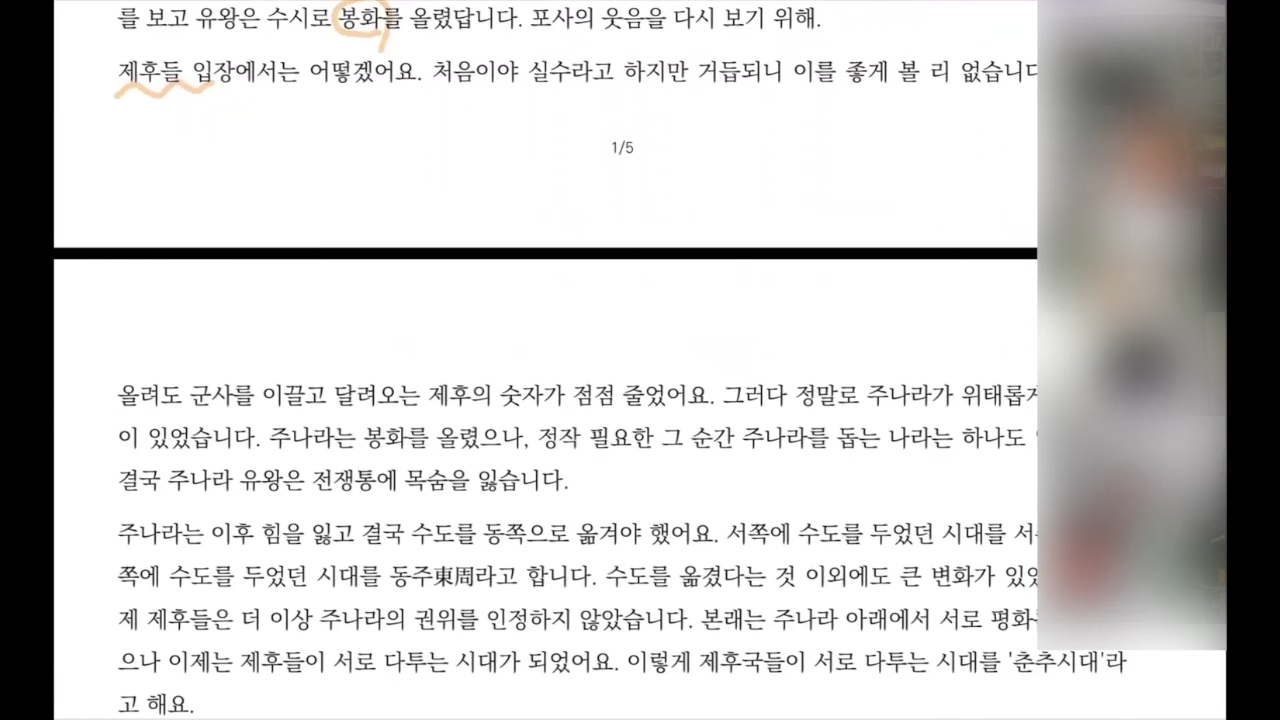 를 보고 유왕은 수시로 봉화를 올렸답니다. 포사의 웃음을 다시 보기 위해.
제후들 입장에서는 어떻겠어요. 처음이야 실수라고 하지만 거듭되니 이를 좋게 볼 리 없습니다
1/5
올려도 군사를 이끌고 달려오는 제후의 숫자가 점점 줄었어요. 그러다 정말로 주나라가
이 있었습니다. 주나라는 봉화를 올렸으나, 정작 필요한 그 순간 주나라를 돕는 나라는 하나도
결국 주나라 유왕은 전쟁통에 목숨을 잃습니다.
주나라는 이후 힘을 잃고 결국 수도를 동쪽으로 옮겨야 했어요. 서쪽에 수도를 두었던 시대를
쪽에 수도를 두었던 시대를 동주東周라고 합니다. 수도를 옮겼다는 것 이외에도 큰 변화가
제 제후들은 더 이상 주나라의 권위를 인정하지 않았습니다. 본래는 주나라 아래에서 서로
으나 이제는 제후들이 서로 다투는 시대가 되었어요. 이렇게 제후국들이 서로 다투는 시대를 '춘추시대'라
고 해요.